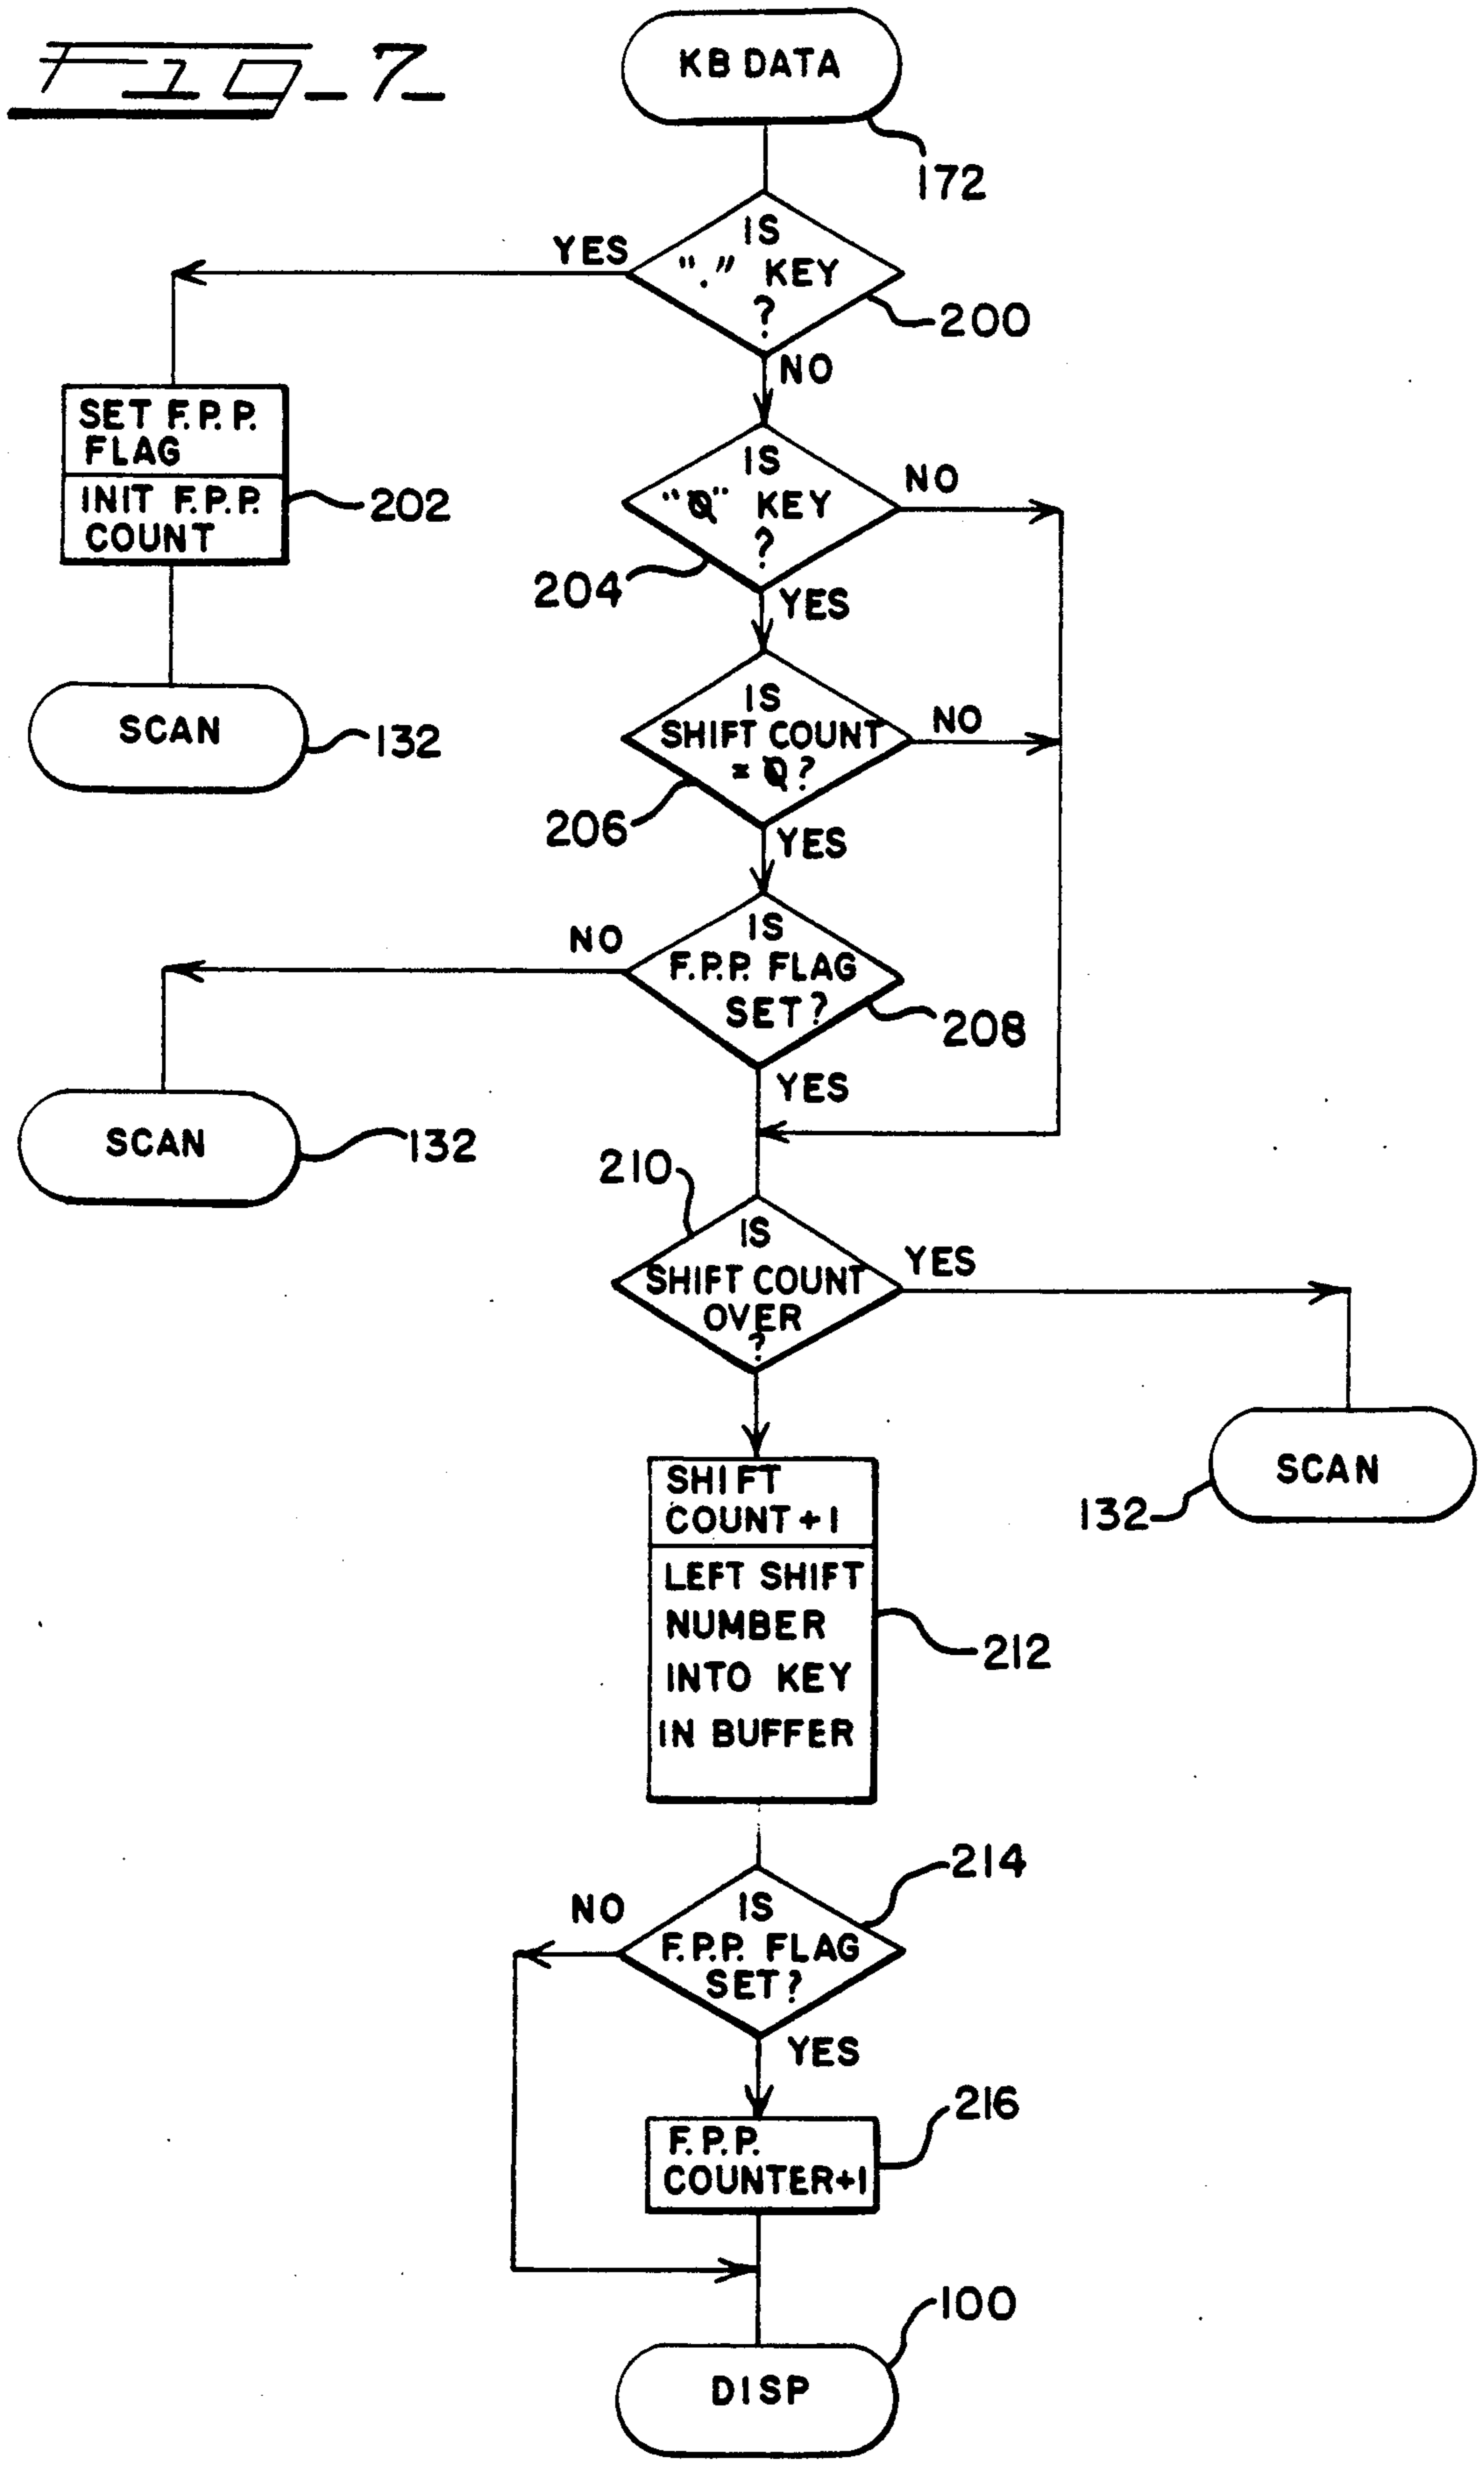 Fig_7_
KB DATA
172
IS
"." KEY
?
YES
200
NO
SET F.P.P.
FLAG
INIT F.P.P.
COUNT
202
IS
"0" KEY
?
NO
204
YES
SCAN
132
IS
SHIFT COUNT
= 0 ?
NO
206
YES
IS
F.P.P. FLAG
SET?
NO
208
YES
SCAN
132
210
IS
SHIFT COUNT
OVER
?
YES
SCAN
132
SHIFT
COUNT+1
LEFT SHIFT
NUMBER
INTO KEY
IN BUFFER
212
214
IS
F.P.P. FLAG
SET?
NO
YES
216
F.P.P.
COUNTER+1
100
DISP